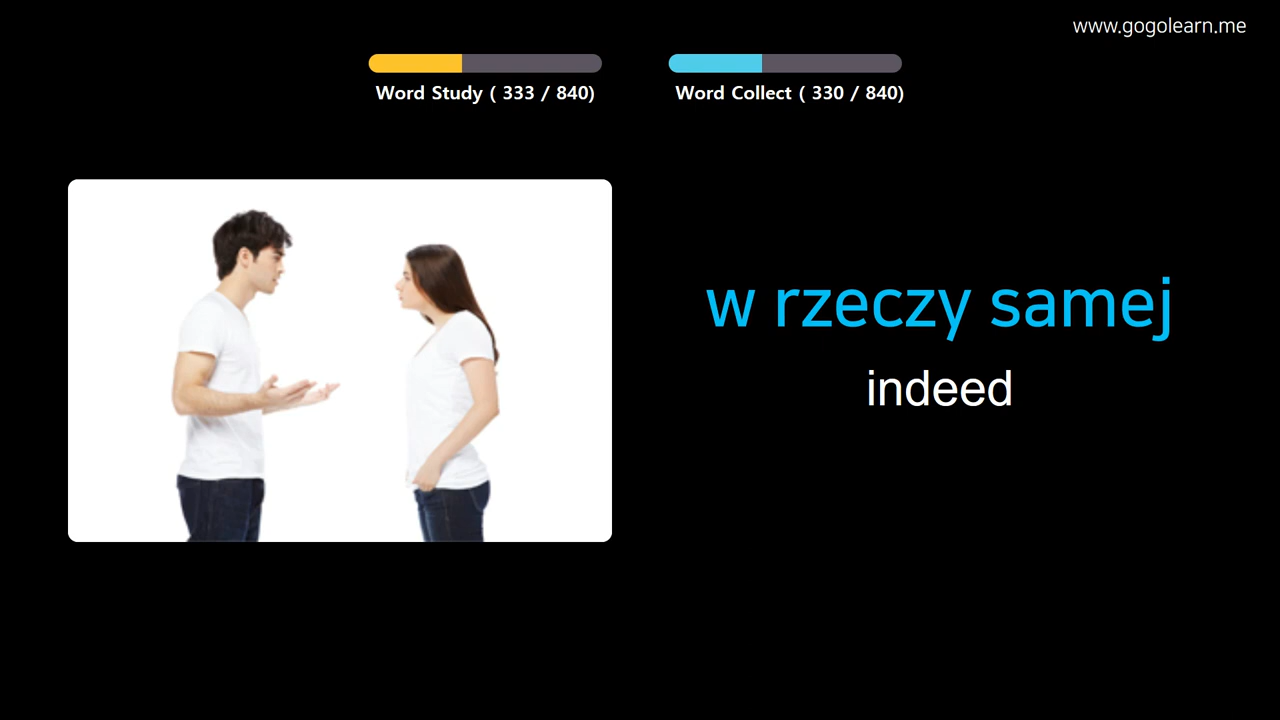 www.gogolearn.me
Word Study ( 333 / 840)
Word Collect ( 330 / 840)
w rzeczy samej
indeed